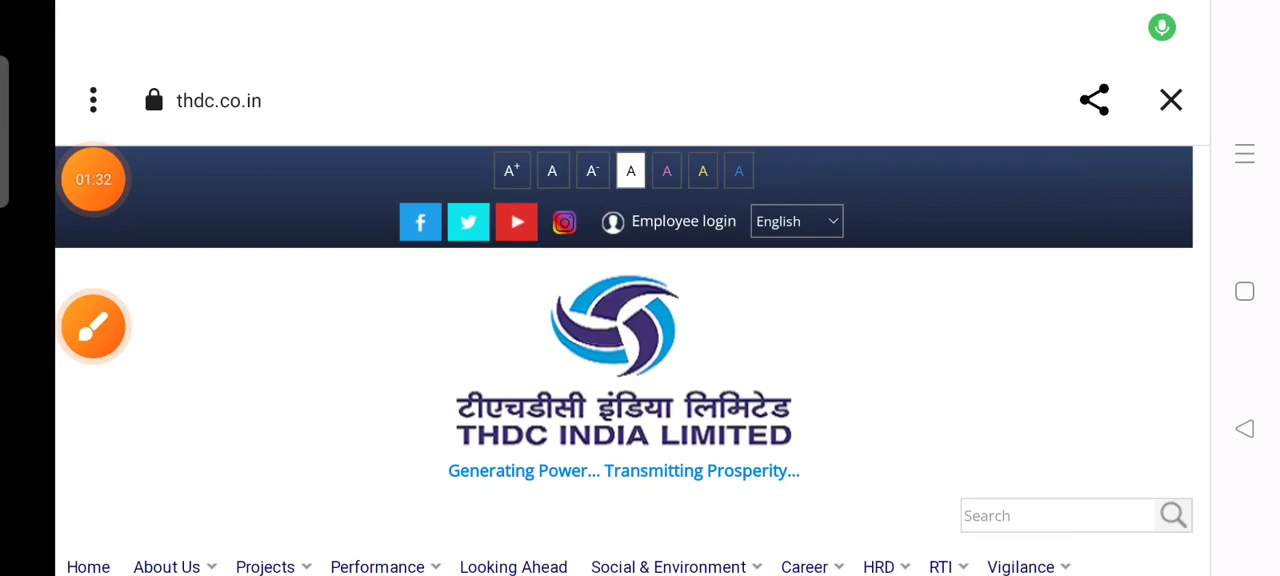 thdc.co.in
01:32
A+ A A- A A A A
Employee login English
टीएचडीसी इंडिया लिमिटेड
THDC INDIA LIMITED
Generating Power... Transmitting Prosperity...
Search
Home About Us Projects Performance Looking Ahead Social & Environment Career HRD RTI Vigilance